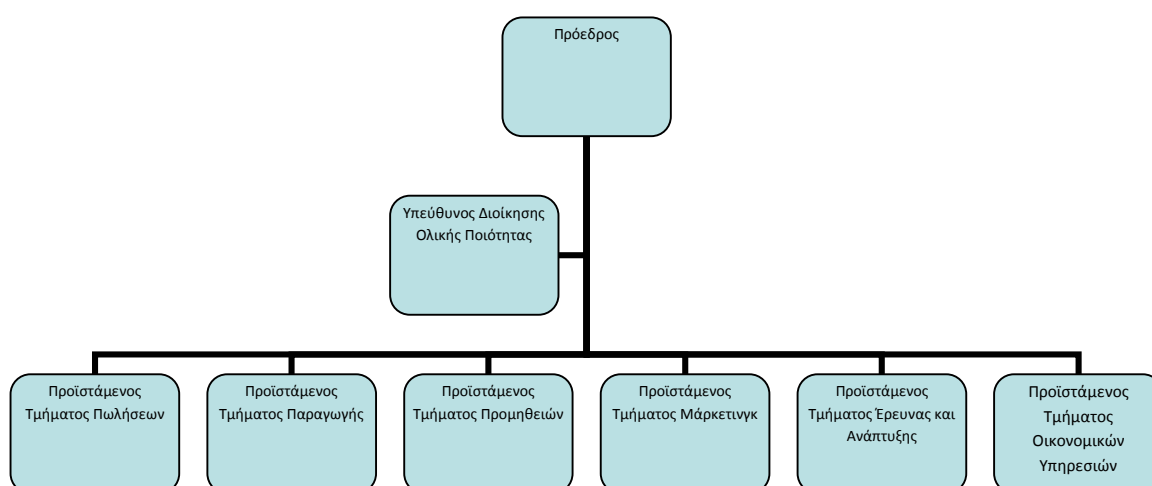 Πρόεδρος
Υπεύθυνος Διοίκησης
Ολικής Ποιότητας
Προϊστάμενος
Τμήματος Πωλήσεων
Προϊστάμενος
Τμήματος Παραγωγής
Προϊστάμενος
Τμήματος Προμηθειών
Προϊστάμενος
Τμήματος Μάρκετινγκ
Προϊστάμενος
Τμήματος Έρευνας και
Ανάπτυξης
Προϊστάμενος
Τμήματος
Οικονομικών
Υπηρεσιών